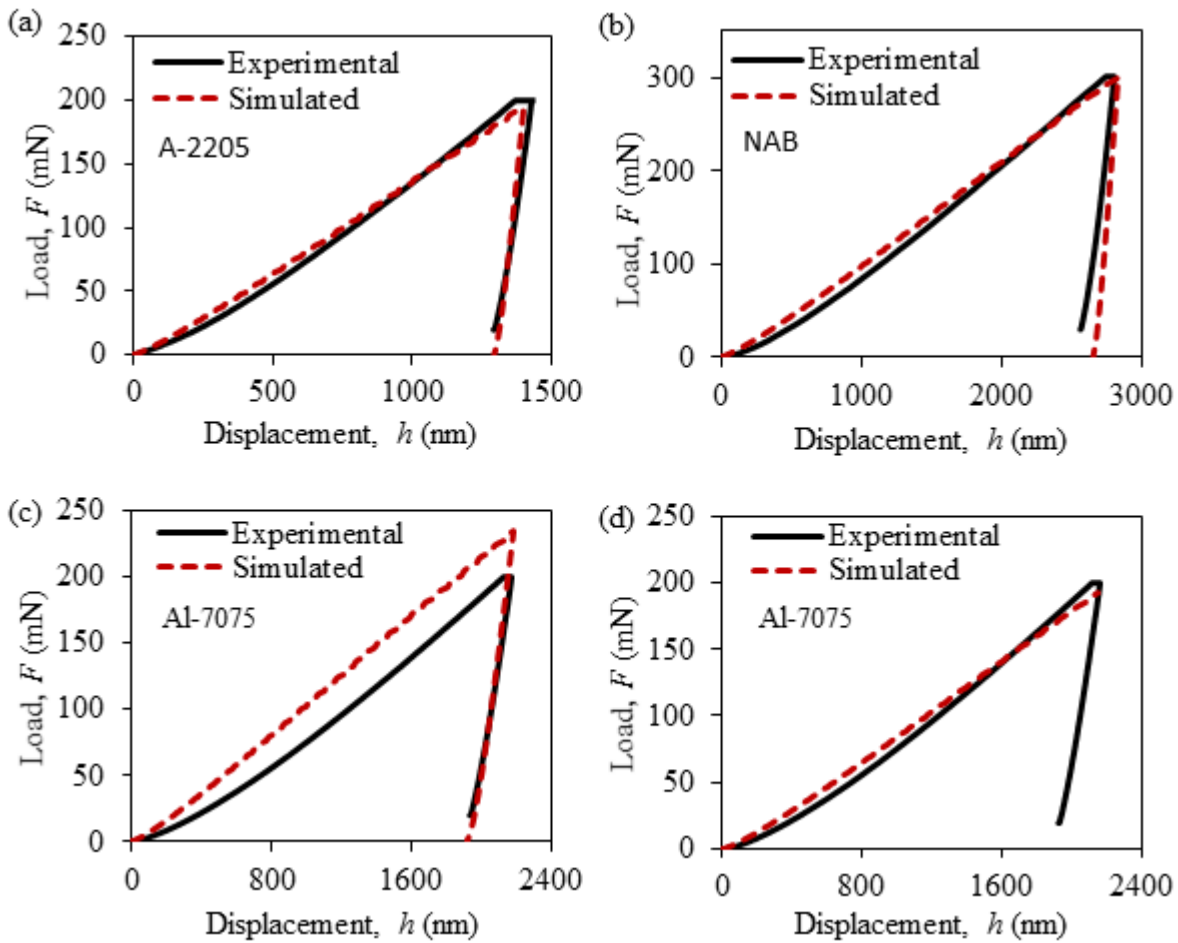 (a)
250
200
150
100
50
0
Load, F (mN)
Experimental
Simulated
A-2205
0 500 1000 1500
Displacement, h (nm)
(b)
300
200
100
0
Load, F (mN)
Experimental
Simulated
NAB
0 1000 2000 3000
Displacement, h (nm)
(c)
250
200
150
100
50
0
Load, F (mN)
Experimental
Simulated
Al-7075
0 800 1600 2400
Displacement, h (nm)
(d)
250
200
150
100
50
0
Load, F (mN)
Experimental
Simulated
Al-7075
0 800 1600 2400
Displacement, h (nm)